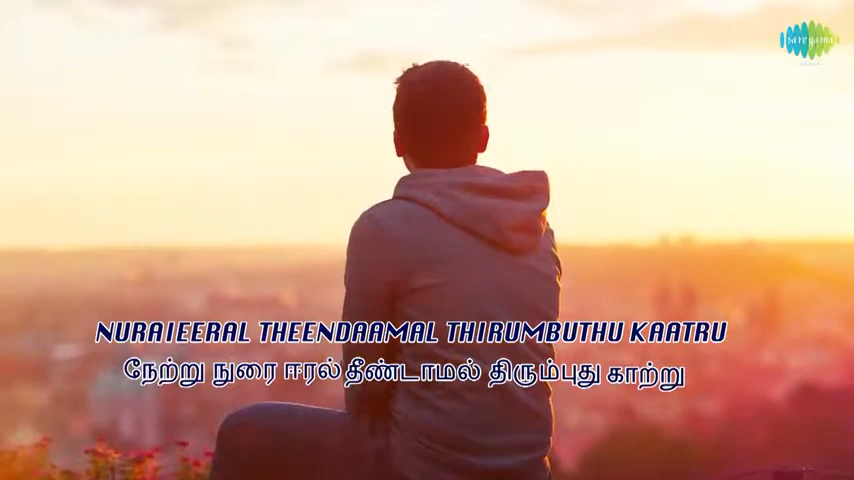 saregama
NURAIEERAL THEENDAAMAL THIRUMBUTHU KAATRU
நேற்று நுரை ஈரல் தீண்டாமல் திரும்புது காற்று